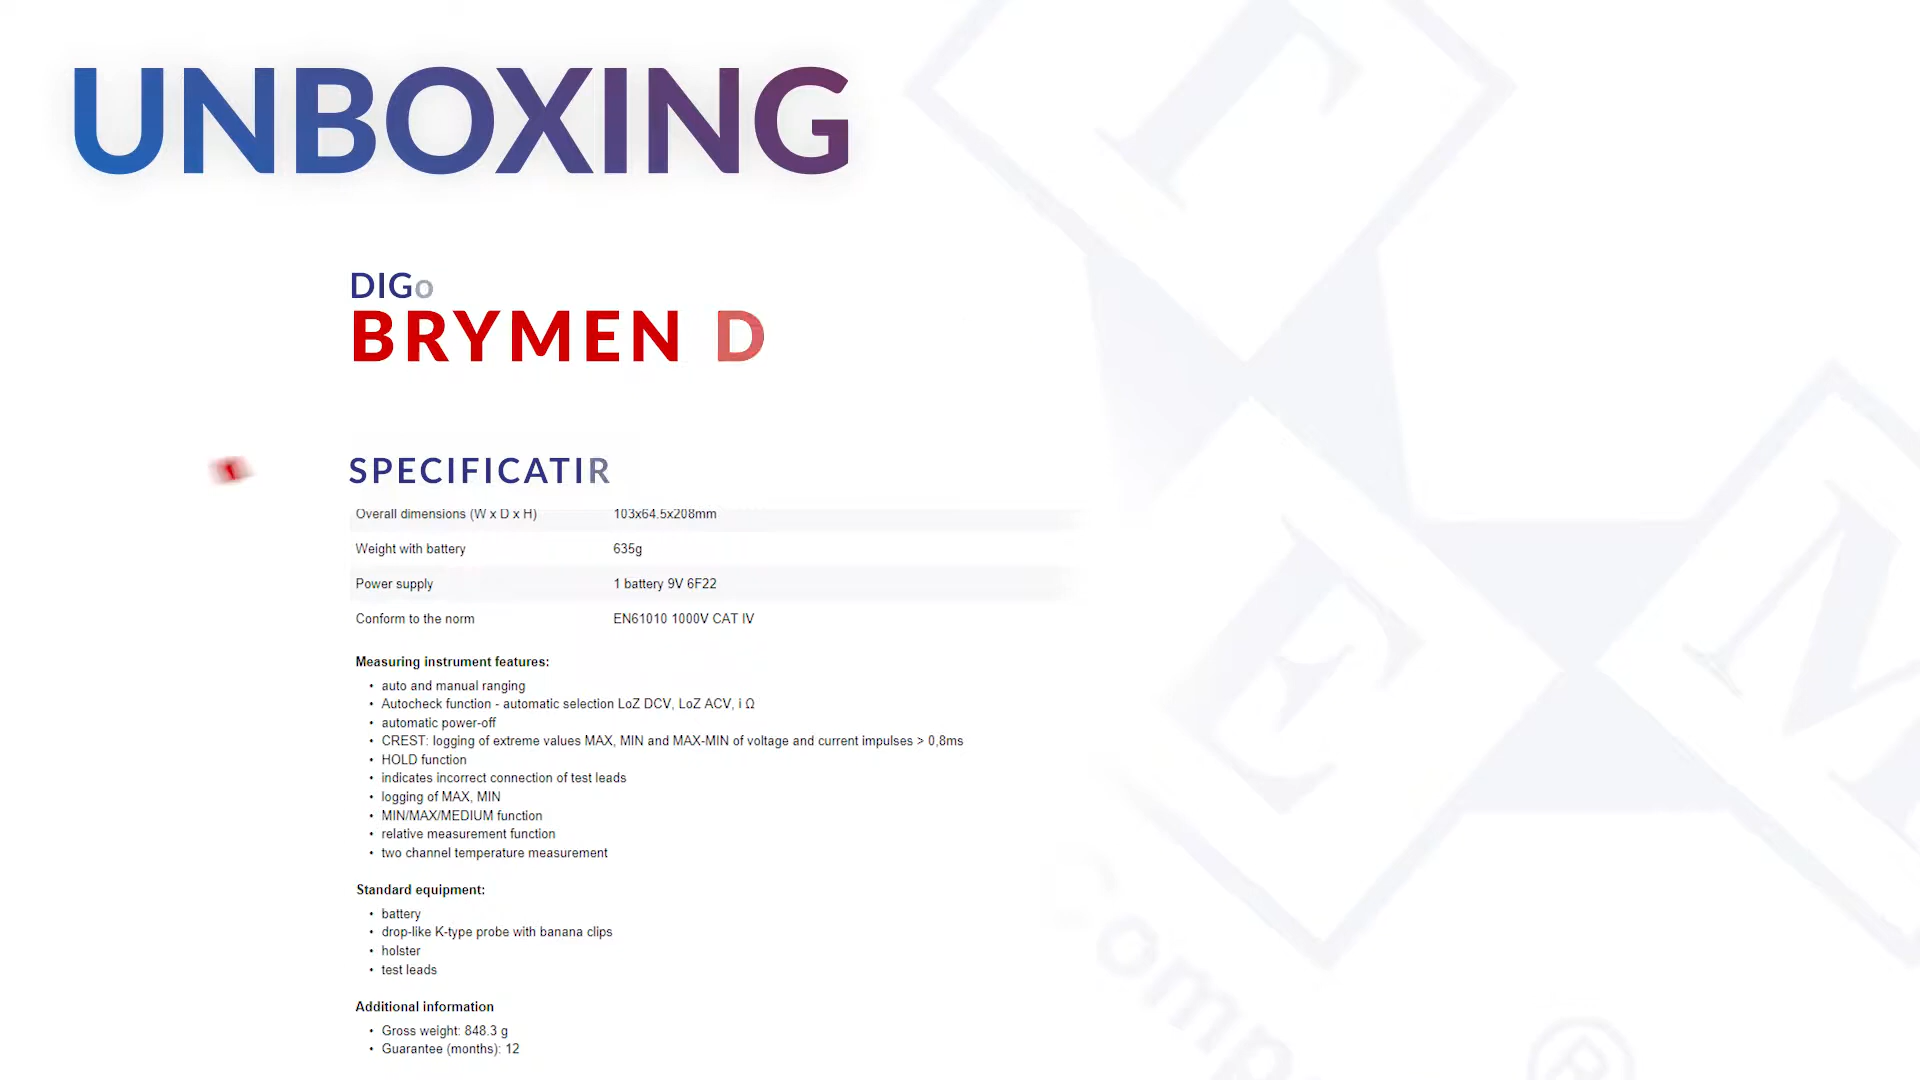 UNBOXING
DIGo
BRYMEN D
SPECIFICATIR
Overall dimensions (W x D x H) 103x64.5x208mm
Weight with battery 635g
Power supply 1 battery 9V 6F22
Conform to the norm EN61010 1000V CAT IV
Measuring instrument features:
• auto and manual ranging
• Autocheck function - automatic selection LoZ DCV, LoZ ACV, i Ω
• automatic power-off
• CREST: logging of extreme values MAX, MIN and MAX-MIN of voltage and current impulses > 0,8ms
• HOLD function
• indicates incorrect connection of test leads
• logging of MAX, MIN
• MIN/MAX/MEDIUM function
• relative measurement function
• two channel temperature measurement
Standard equipment:
• battery
• drop-like K-type probe with banana clips
• holster
• test leads
Additional information
• Gross weight: 848.3 g
• Guarantee (months): 12
T
E
M
Comp
®